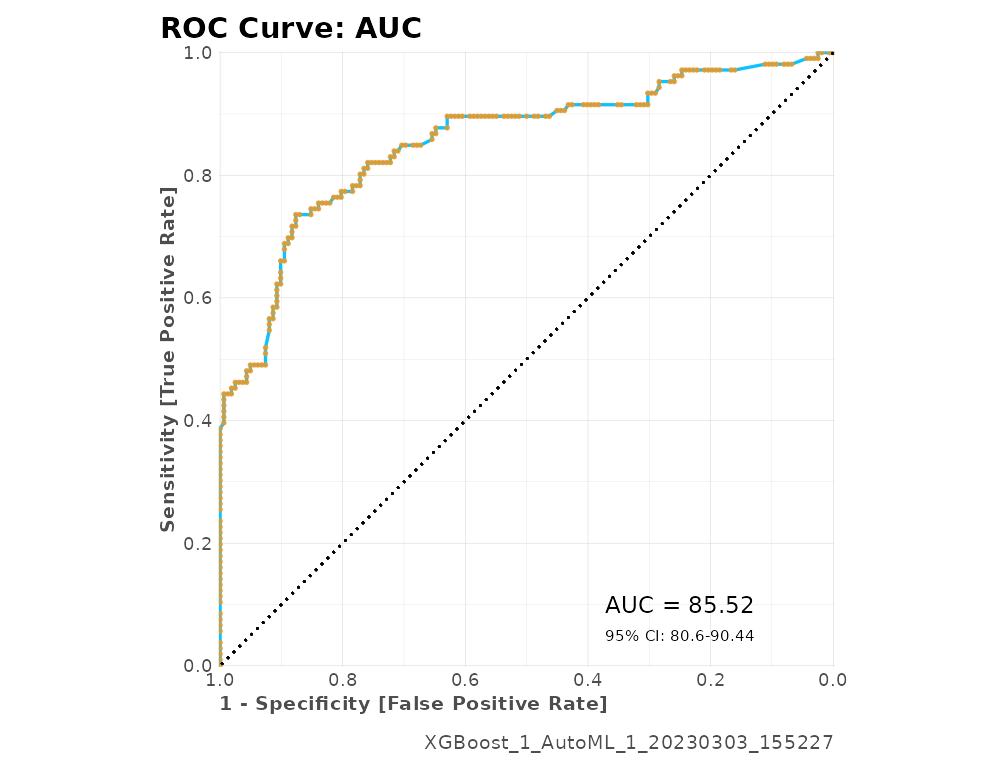 ROC Curve: AUC
Sensitivity [True Positive Rate]
1.0
0.8
0.6
0.4
0.2
0.0
AUC = 85.52
95% CI: 80.6-90.44
1.0 0.8 0.6 0.4 0.2 0.0
1 - Specificity [False Positive Rate]
XGBoost_1_AutoML_1_20230303_155227